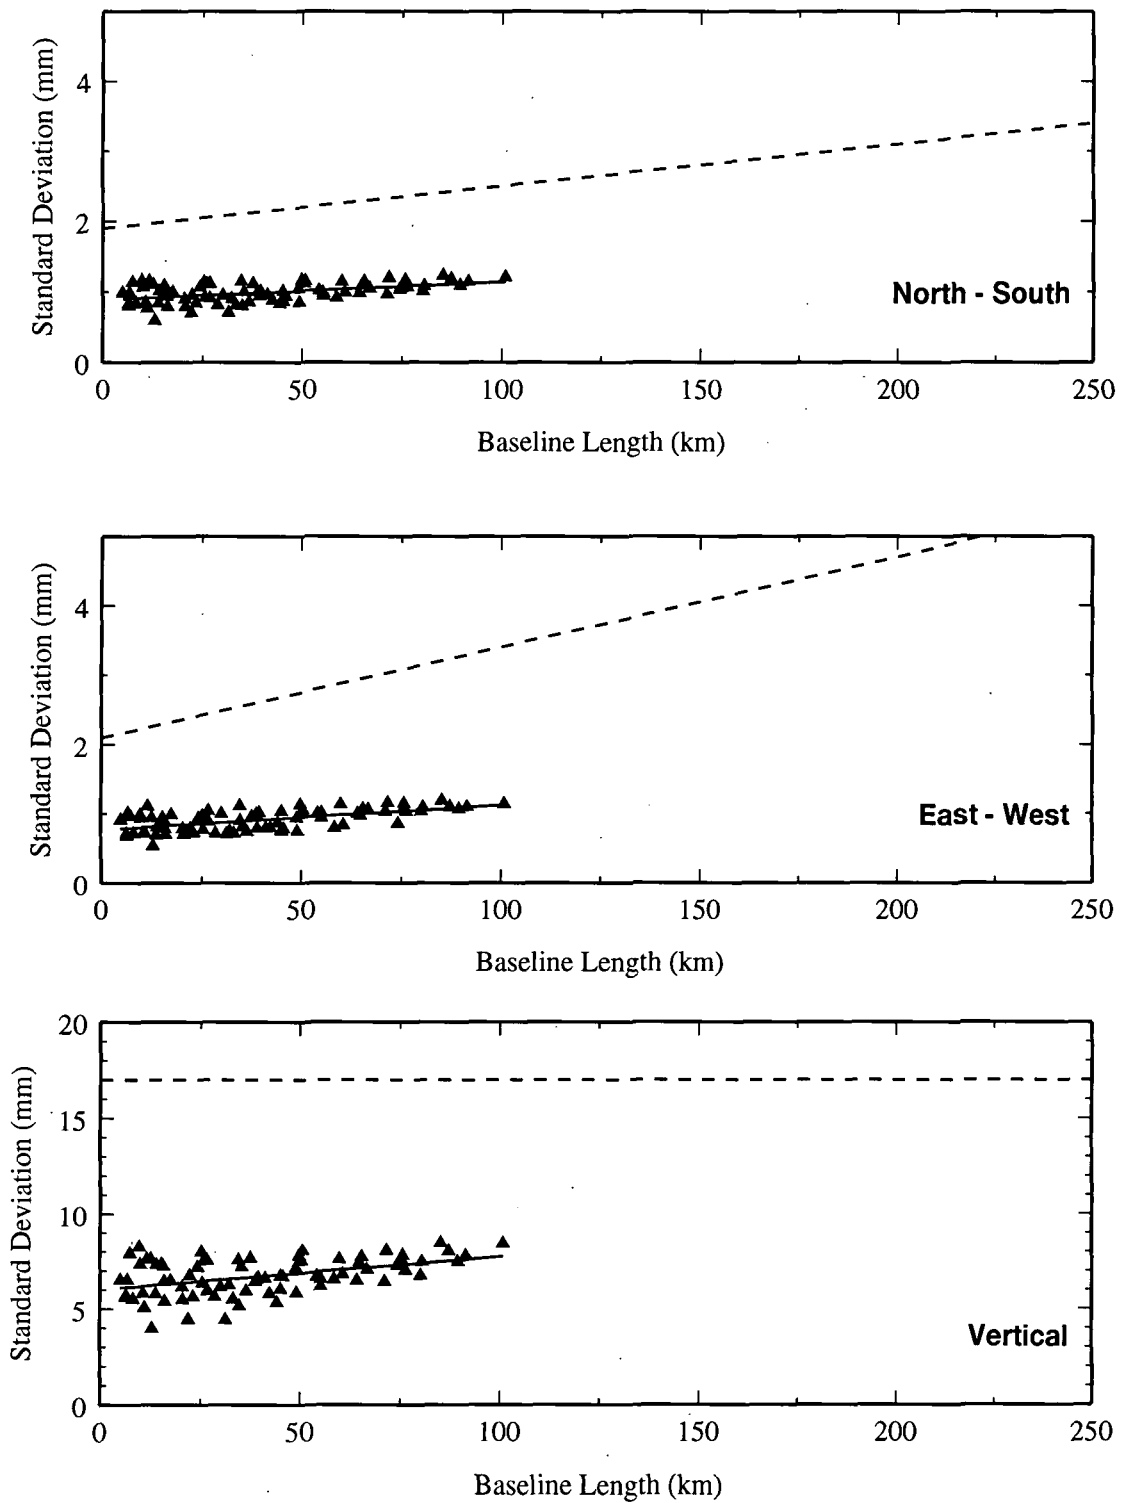 Standard Deviation (mm)
4
2
0
North - South
0 50 100 150 200 250
Baseline Length (km)
Standard Deviation (mm)
4
2
0
East - West
0 50 100 150 200 250
Baseline Length (km)
Standard Deviation (mm)
20
15
10
5
0
Vertical
0 50 100 150 200 250
Baseline Length (km)